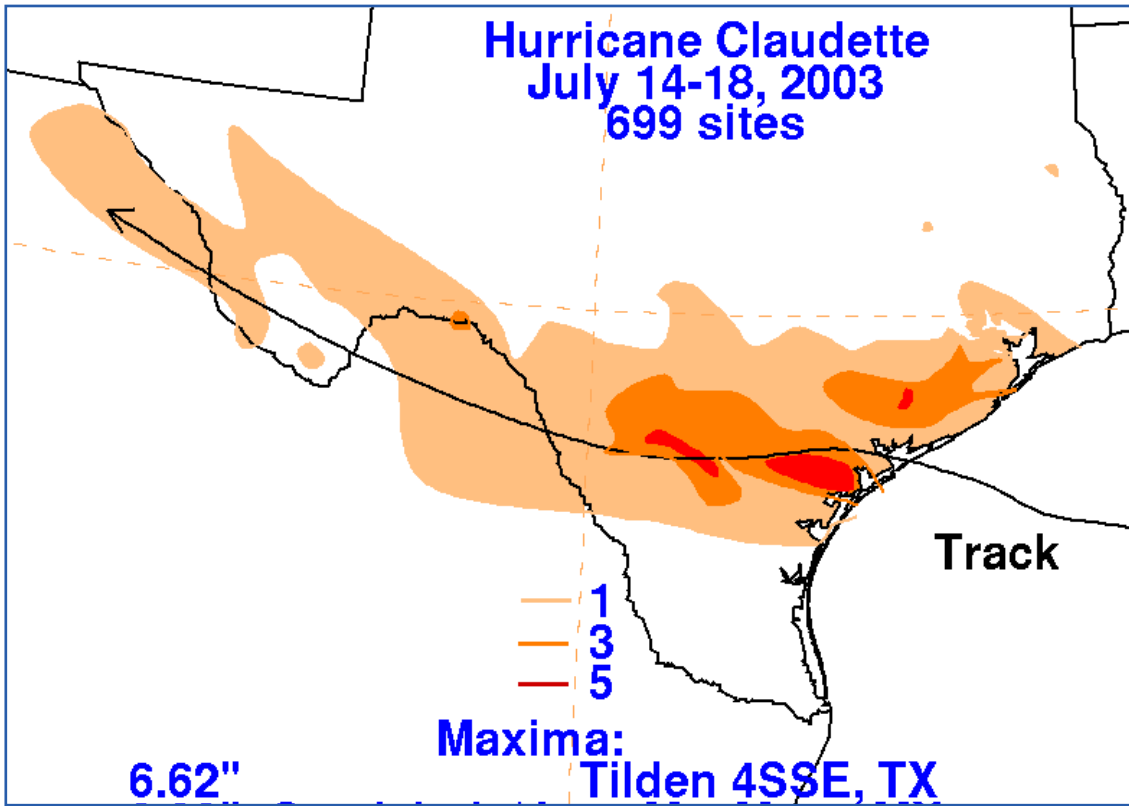 Hurricane Claudette
July 14-18, 2003
699 sites
Track
1
3
5
Maxima:
6.62" Tilden 4SSE, TX